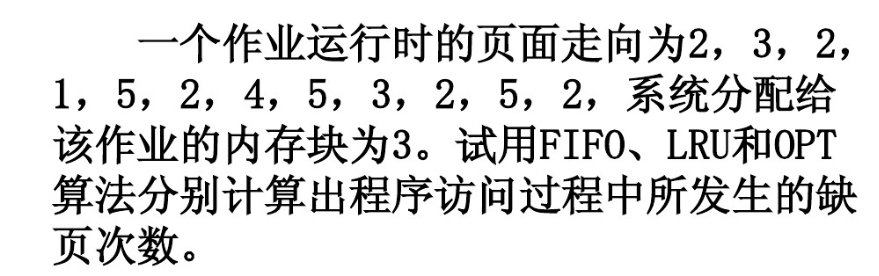 一个作业运行时的页面走向为2，3，2，
1，5，2，4，5，3，2，5，2，系统分配给
该作业的内存块为3。试用FIFO、LRU和OPT
算法分别计算出程序访问过程中所发生的缺
页次数。